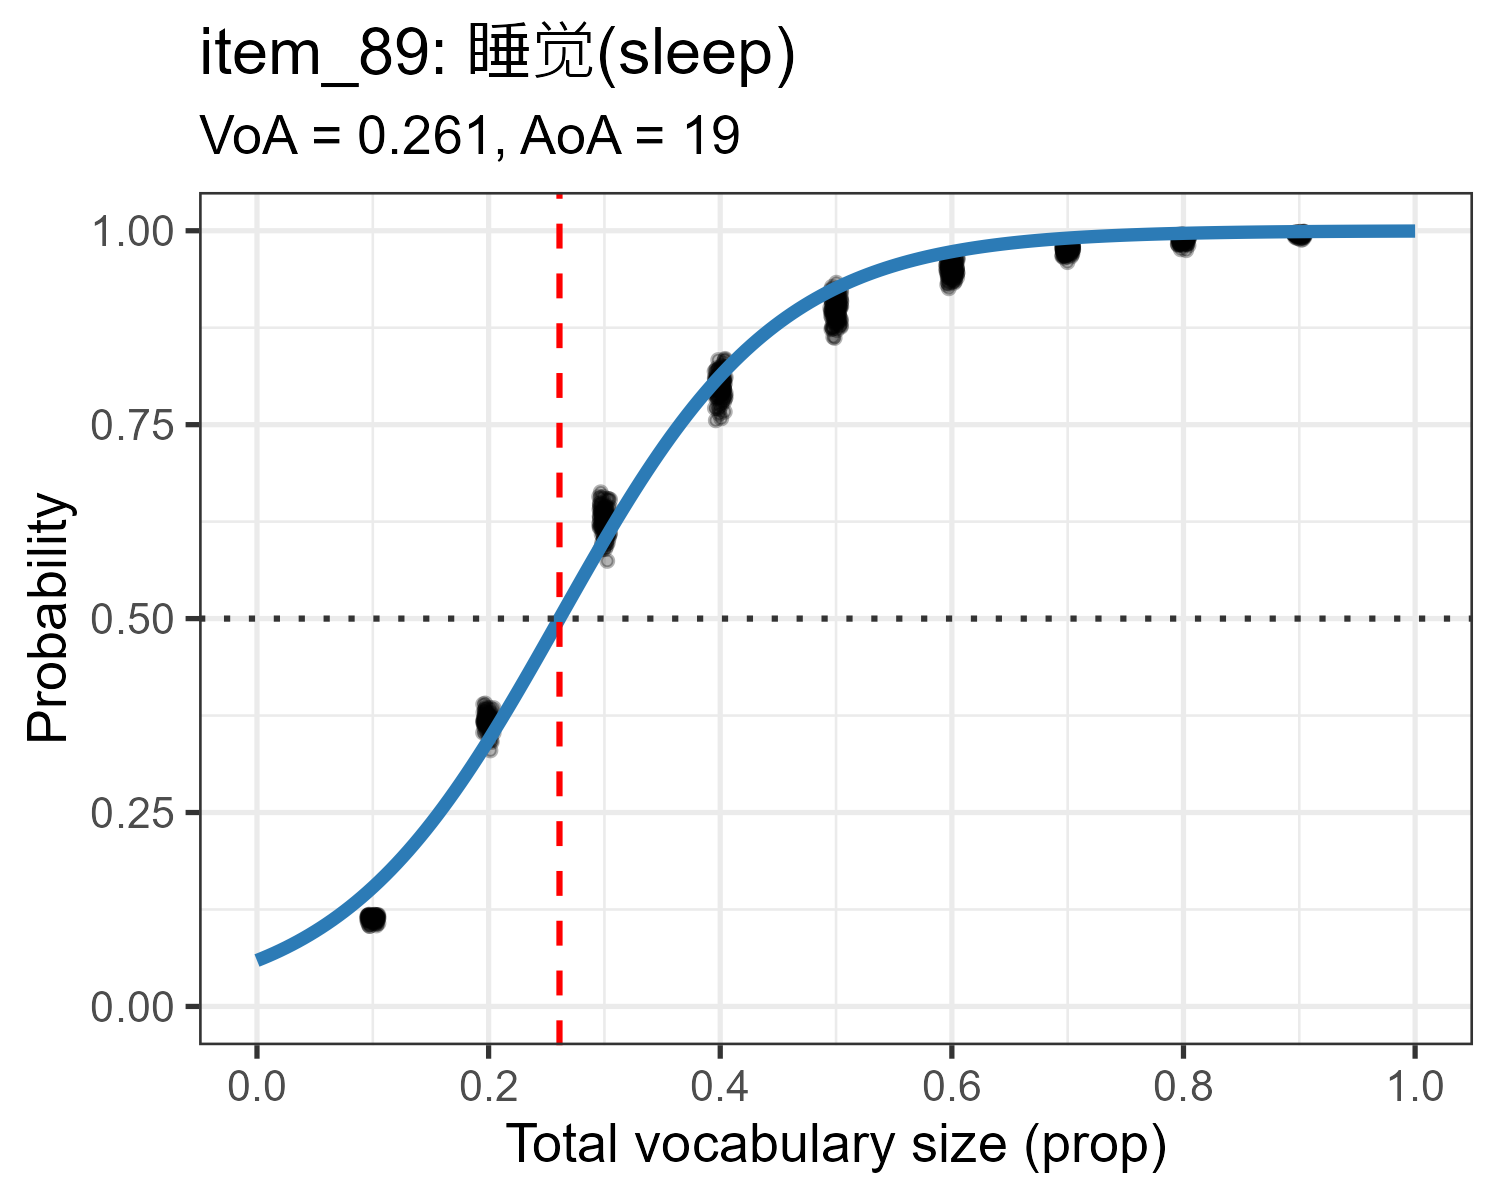 item_89: 睡觉(sleep)
VoA = 0.261, AoA = 19
Probability
1.00
0.75
0.50
0.25
0.00
0.0 0.2 0.4 0.6 0.8 1.0
Total vocabulary size (prop)